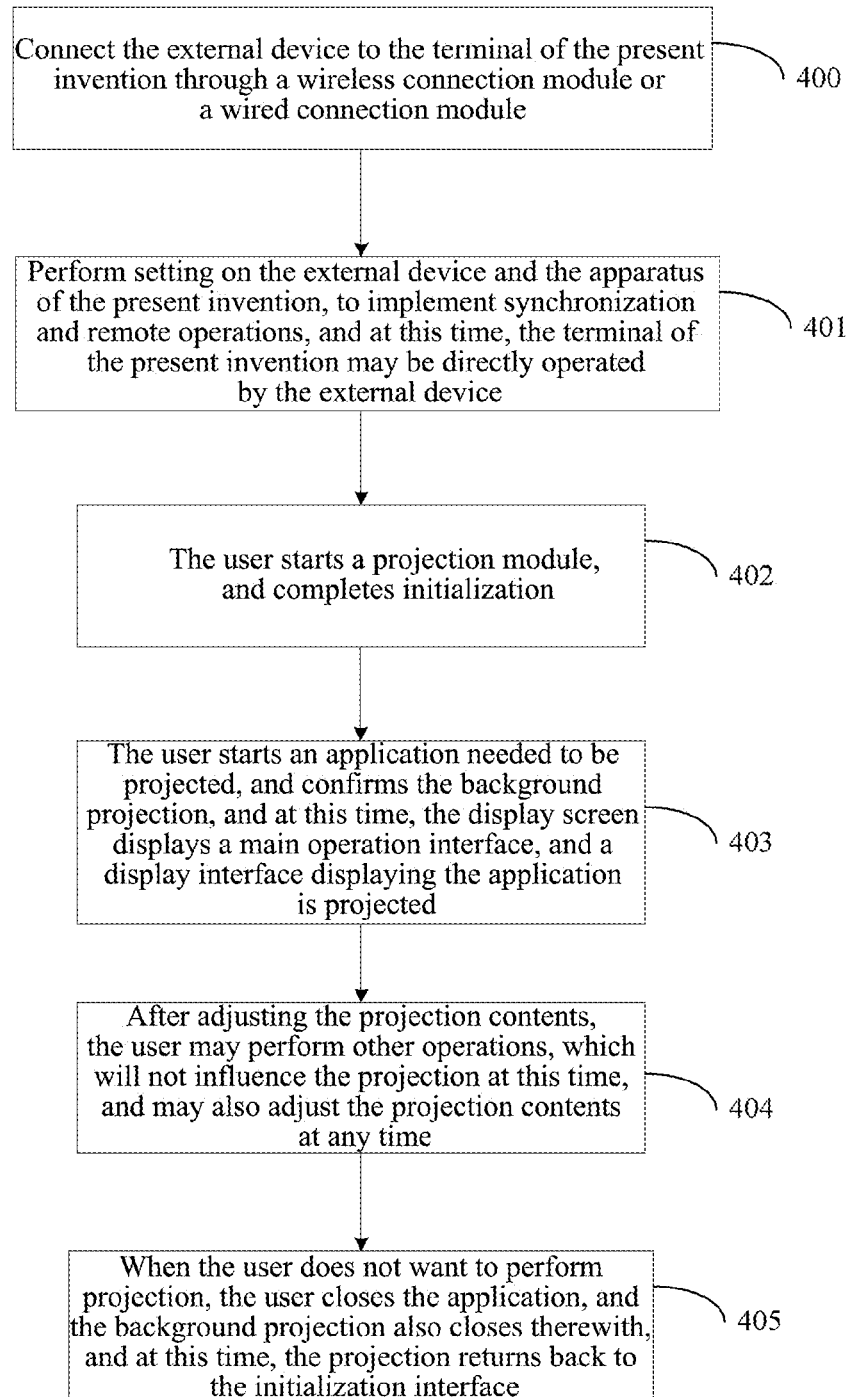 Connect the external device to the terminal of the present
invention through a wireless connection module or
a wired connection module
400
Perform setting on the external device and the apparatus
of the present invention, to implement synchronization
and remote operations, and at this time, the terminal of
the present invention may be directly operated
by the external device
401
The user starts a projection module,
and completes initialization
402
The user starts an application needed to be
projected, and confirms the background
projection, and at this time, the display screen
displays a main operation interface, and a
display interface displaying the application
is projected
403
After adjusting the projection contents,
the user may perform other operations, which
will not influence the projection at this time,
and may also adjust the projection contents
at any time
404
When the user does not want to perform
projection, the user closes the application, and
the background projection also closes therewith,
and at this time, the projection returns back to
the initialization interface
405